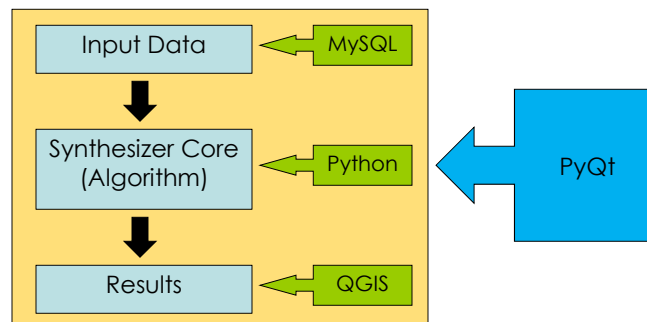 Input Data
MySQL
Synthesizer Core
(Algorithm)
Python
PyQt
Results
QGIS